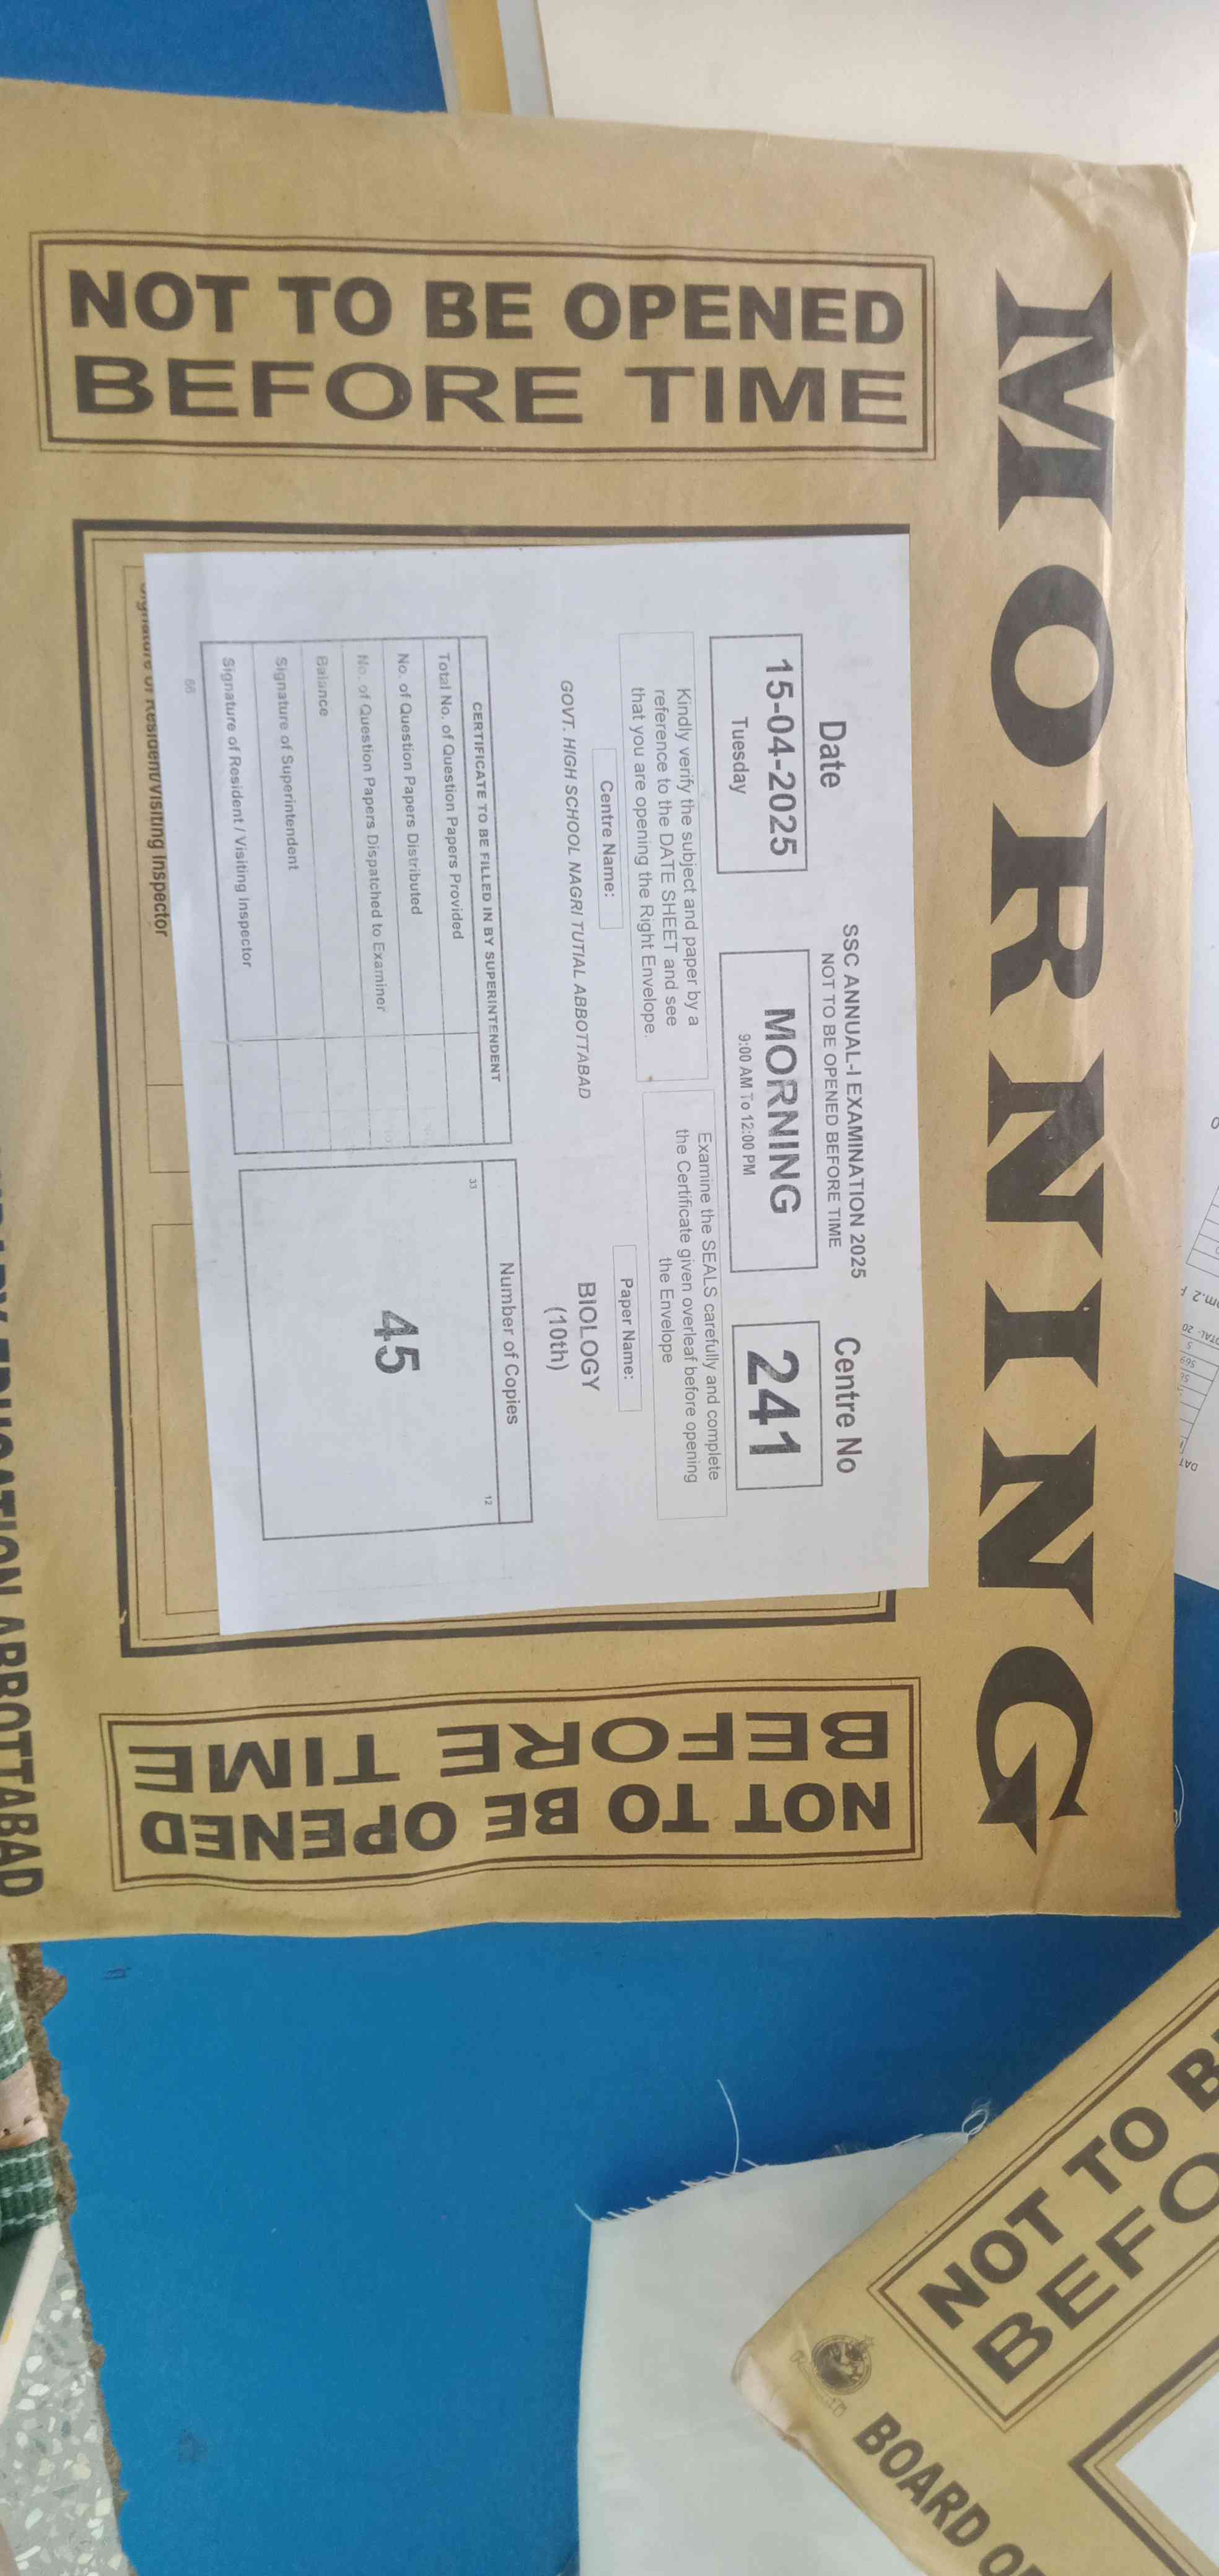 MORNING
NOT TO BE OPENED
BEFORE TIME
SSC ANNUAL-I EXAMINATION 2025
NOT TO BE OPENED BEFORE TIME
Date
15-04-2025
Tuesday
MORNING
9:00 AM To 12:00 PM
Centre No
241
Kindly verify the subject and paper by a
reference to the DATE SHEET and see
that you are opening the Right Envelope.
Examine the SEALS carefully and complete
the Certificate given overleaf before opening
the Envelope
Centre Name:
GOVT. HIGH SCHOOL NAGRI TUTIAL ABBOTTABAD
Paper Name:
BIOLOGY
(10th)
CERTIFICATE TO BE FILLED IN BY SUPERINTENDENT
Total No. of Question Papers Provided
No. of Question Papers Distributed
No. of Question Papers Dispatched to Examiner
Balance
Signature of Superintendent
Signature of Resident / Visiting Inspector
66
Number of Copies
33
12
45
Signature of Resident/Visiting Inspector
NOT TO BE OPENED
BEFORE TIME
EDUCATION ABBOTTABAD
NOT TO
BOARD